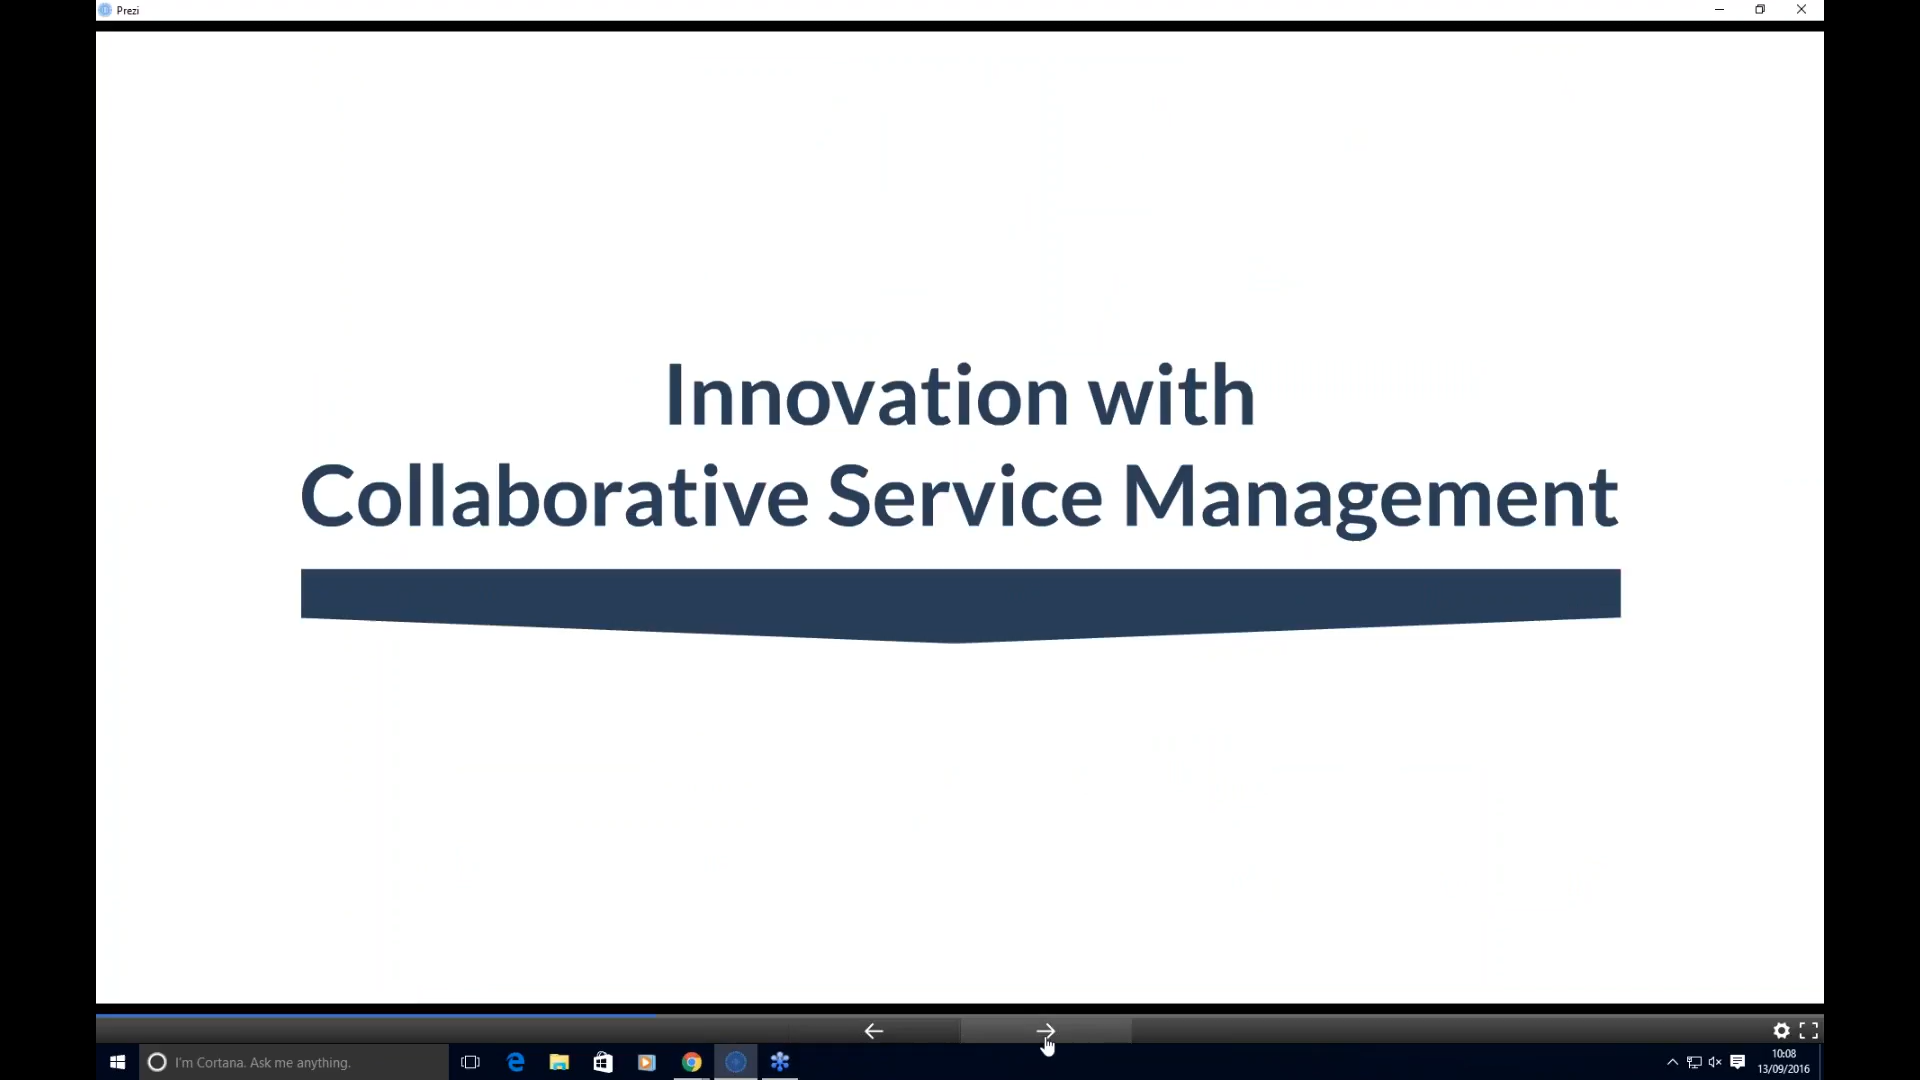 Prezi
Innovation with
Collaborative Service Management
I'm Cortana. Ask me anything.
10:08
13/09/2016